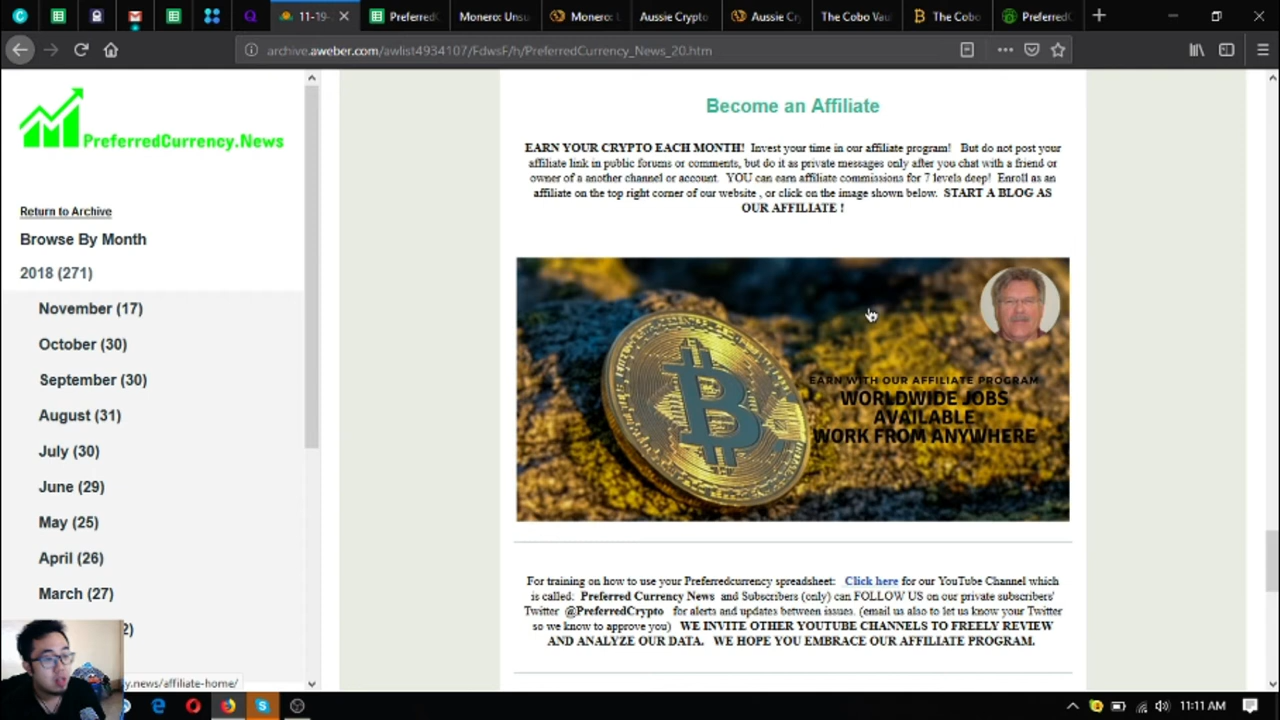 11-19-
PreferredC
Monero: Unsu
Monero: U
Aussie Crypto
Aussie Cry
The Cobo Vau
The Cobo
PreferredC
archive.aweber.com/awlist4934107/FdwsF/h/PreferredCurrency_News_20.htm
PreferredCurrency.News
Return to Archive
Browse By Month
2018 (271)
November (17)
October (30)
September (30)
August (31)
July (30)
June (29)
May (25)
April (26)
March (27)
2)
y.news/affiliate-home/
Become an Affiliate
EARN YOUR CRYPTO EACH MONTH! Invest your time in our affiliate program! But do not post your
affiliate link in public forums or comments, but do it as private messages only after you chat with a friend or
owner of a another channel or account. YOU can earn affiliate commissions for 7 levels deep! Enroll as an
affiliate on the top right corner of our website , or click on the image shown below. START A BLOG AS
OUR AFFILIATE !
EARN WITH OUR AFFILIATE PROGRAM
WORLDWIDE JOBS
AVAILABLE
WORK FROM ANYWHERE
For training on how to use your Preferredcurrency spreadsheet: Click here for our YouTube Channel which
is called: Preferred Currency News and Subscribers (only) can FOLLOW US on our private subscribers'
Twitter @PreferredCrypto for alerts and updates between issues. (email us also to let us know your Twitter
so we know to approve you) WE INVITE OTHER YOUTUBE CHANNELS TO FREELY REVIEW
AND ANALYZE OUR DATA. WE HOPE YOU EMBRACE OUR AFFILIATE PROGRAM.
11:11 AM